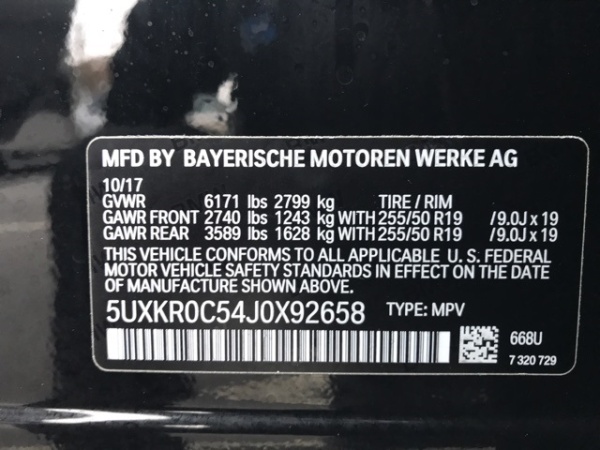 MFD BY BAYERISCHE MOTOREN WERKE AG
10/17
GVWR 6171 lbs 2799 kg TIRE / RIM
GAWR FRONT 2740 lbs 1243 kg WITH 255/50 R19 /9.0J x 19
GAWR REAR 3589 lbs 1628 kg WITH 255/50 R19 /9.0J x 19
THIS VEHICLE CONFORMS TO ALL APPLICABLE U. S. FEDERAL
MOTOR VEHICLE SAFETY STANDARDS IN EFFECT ON THE
DATE OF MANUFACTURE SHOWN ABOVE.
5UXKR0C54J0X92658 TYPE: MPV
668U
7 320 729